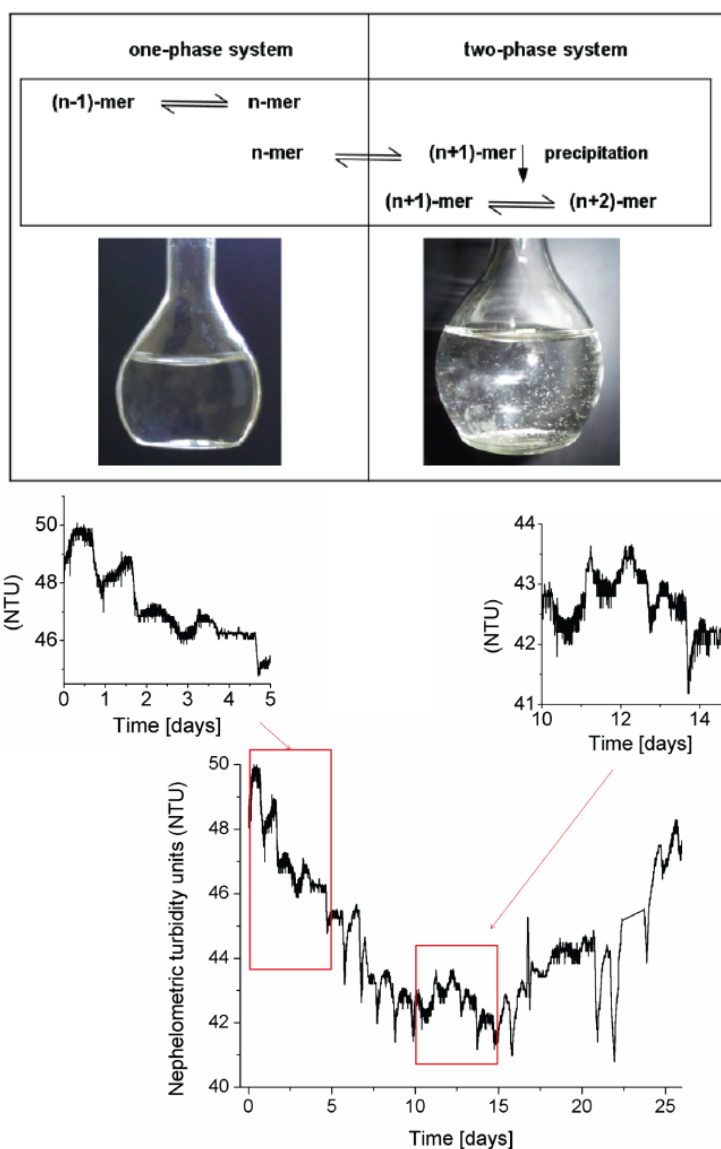 one-phase system two-phase system
(n-1)-mer n-mer
n-mer (n+1)-mer precipitation
(n+1)-mer (n+2)-mer
50
48
46
(NTU)
0 1 2 3 4 5
Time [days]
44
43
42
41
(NTU)
10 12 14
Time [days]
50
48
46
44
42
40
Nephelometric turbidity units (NTU)
0 5 10 15 20 25
Time [days]